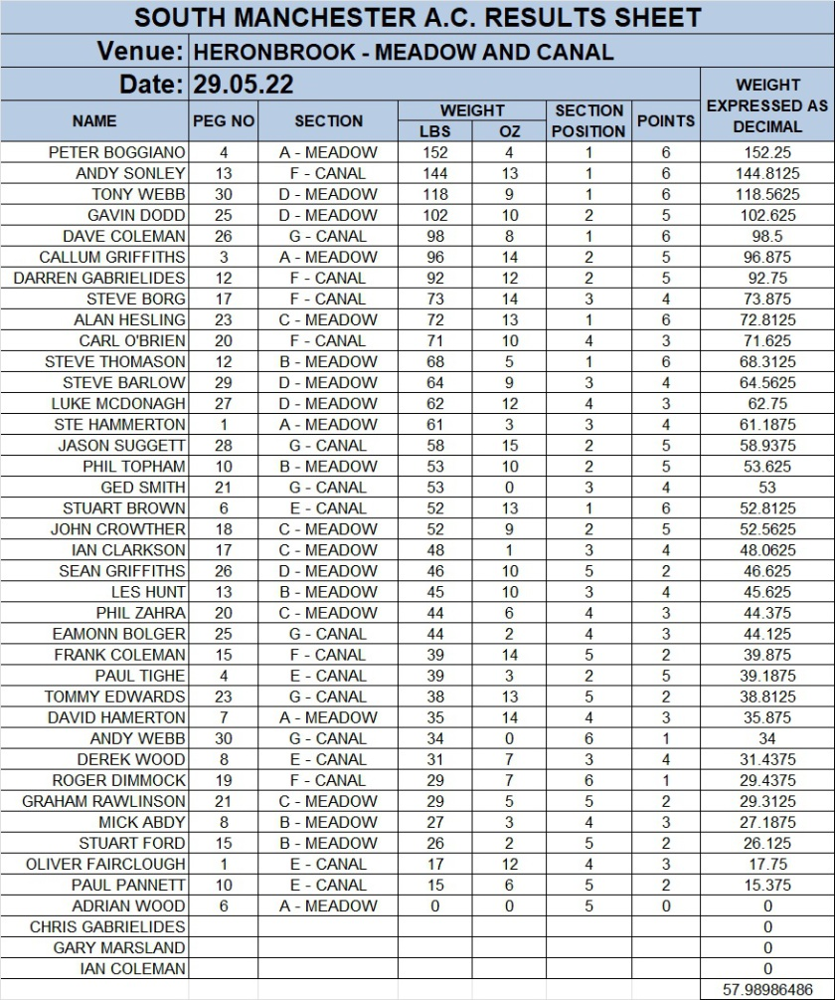 SOUTH MANCHESTER A.C. RESULTS SHEET
Venue: HERONBROOK - MEADOW AND CANAL
Date: 29.05.22
NAME PEG NO SECTION WEIGHT LBS OZ SECTION POSITION POINTS WEIGHT EXPRESSED AS DECIMAL
PETER BOGGIANO 4 A - MEADOW 152 4 1 6 152.25
ANDY SONLEY 13 F - CANAL 144 13 1 6 144.8125
TONY WEBB 30 D - MEADOW 118 9 1 6 118.5625
GAVIN DODD 25 D - MEADOW 102 10 2 5 102.625
DAVE COLEMAN 26 G - CANAL 98 8 1 6 98.5
CALLUM GRIFFITHS 3 A - MEADOW 96 14 2 5 96.875
DARREN GABRIELIDES 12 F - CANAL 92 12 2 5 92.75
STEVE BORG 17 F - CANAL 73 14 3 4 73.875
ALAN HESLING 23 C - MEADOW 72 13 1 6 72.8125
CARL O'BRIEN 20 F - CANAL 71 10 4 3 71.625
STEVE THOMASON 12 B - MEADOW 68 5 1 6 68.3125
STEVE BARLOW 29 D - MEADOW 64 9 3 4 64.5625
LUKE MCDONAGH 27 D - MEADOW 62 12 4 3 62.75
STE HAMMERTON 1 A - MEADOW 61 3 3 4 61.1875
JASON SUGGETT 28 G - CANAL 58 15 2 5 58.9375
PHIL TOPHAM 10 B - MEADOW 53 10 2 5 53.625
GED SMITH 21 G - CANAL 53 0 3 4 53
STUART BROWN 6 E - CANAL 52 13 1 6 52.8125
JOHN CROWTHER 18 C - MEADOW 52 9 2 5 52.5625
IAN CLARKSON 17 C - MEADOW 48 1 3 4 48.0625
SEAN GRIFFITHS 26 D - MEADOW 46 10 5 2 46.625
LES HUNT 13 B - MEADOW 45 10 3 4 45.625
PHIL ZAHRA 20 C - MEADOW 44 6 4 3 44.375
EAMONN BOLGER 25 G - CANAL 44 2 4 3 44.125
FRANK COLEMAN 15 F - CANAL 39 14 5 2 39.875
PAUL TIGHE 4 E - CANAL 39 3 2 5 39.1875
TOMMY EDWARDS 23 G - CANAL 38 13 5 2 38.8125
DAVID HAMERTON 7 A - MEADOW 35 14 4 3 35.875
ANDY WEBB 30 G - CANAL 34 0 6 1 34
DEREK WOOD 8 E - CANAL 31 7 3 4 31.4375
ROGER DIMMOCK 19 F - CANAL 29 7 6 1 29.4375
GRAHAM RAWLINSON 21 C - MEADOW 29 5 5 2 29.3125
MICK ABDY 8 B - MEADOW 27 3 4 3 27.1875
STUART FORD 15 B - MEADOW 26 2 5 2 26.125
OLIVER FAIRCLOUGH 1 E - CANAL 17 12 4 3 17.75
PAUL PANNETT 10 E - CANAL 15 6 5 2 15.375
ADRIAN WOOD 6 A - MEADOW 0 0 5 0 0
CHRIS GABRIELIDES 0
GARY MARSLAND 0
IAN COLEMAN 0
57.98986486